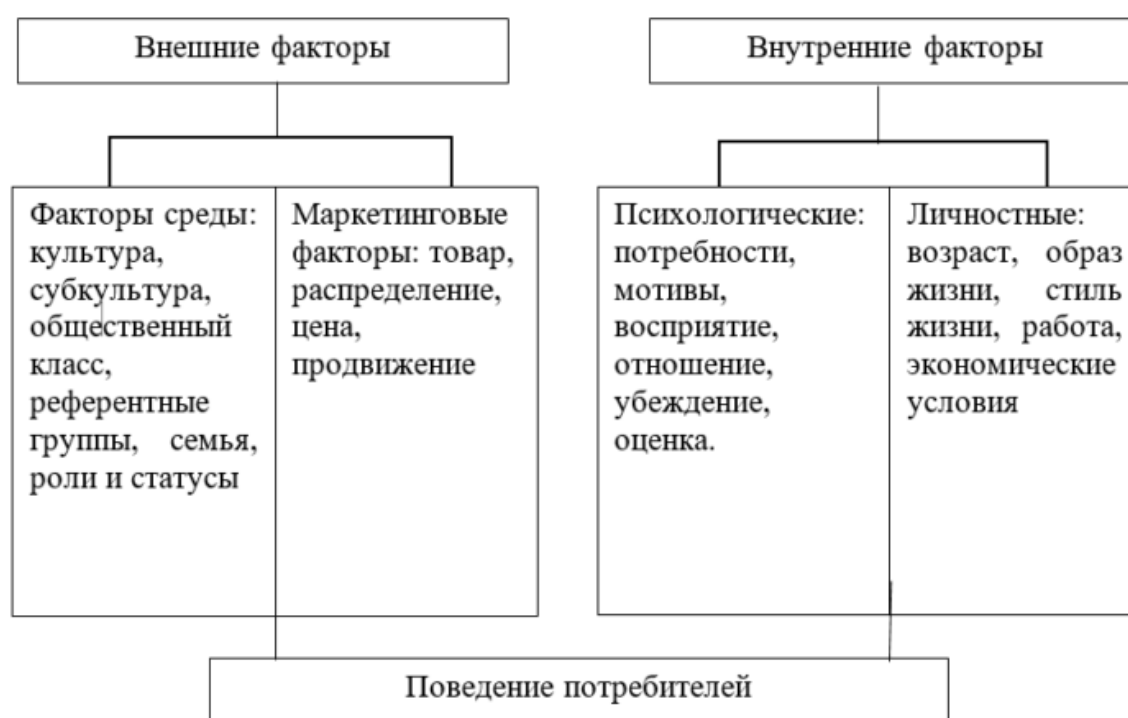 Внешние факторы
Внутренние факторы
Факторы среды:
культура,
субкультура,
общественный
класс,
референтные
группы, семья,
роли и статусы
Маркетинговые
факторы: товар,
распределение,
цена,
продвижение
Психологические:
потребности,
мотивы,
восприятие,
отношение,
убеждение,
оценка.
Личностные:
возраст, образ
жизни, стиль
жизни, работа,
экономические
условия
Поведение потребителей